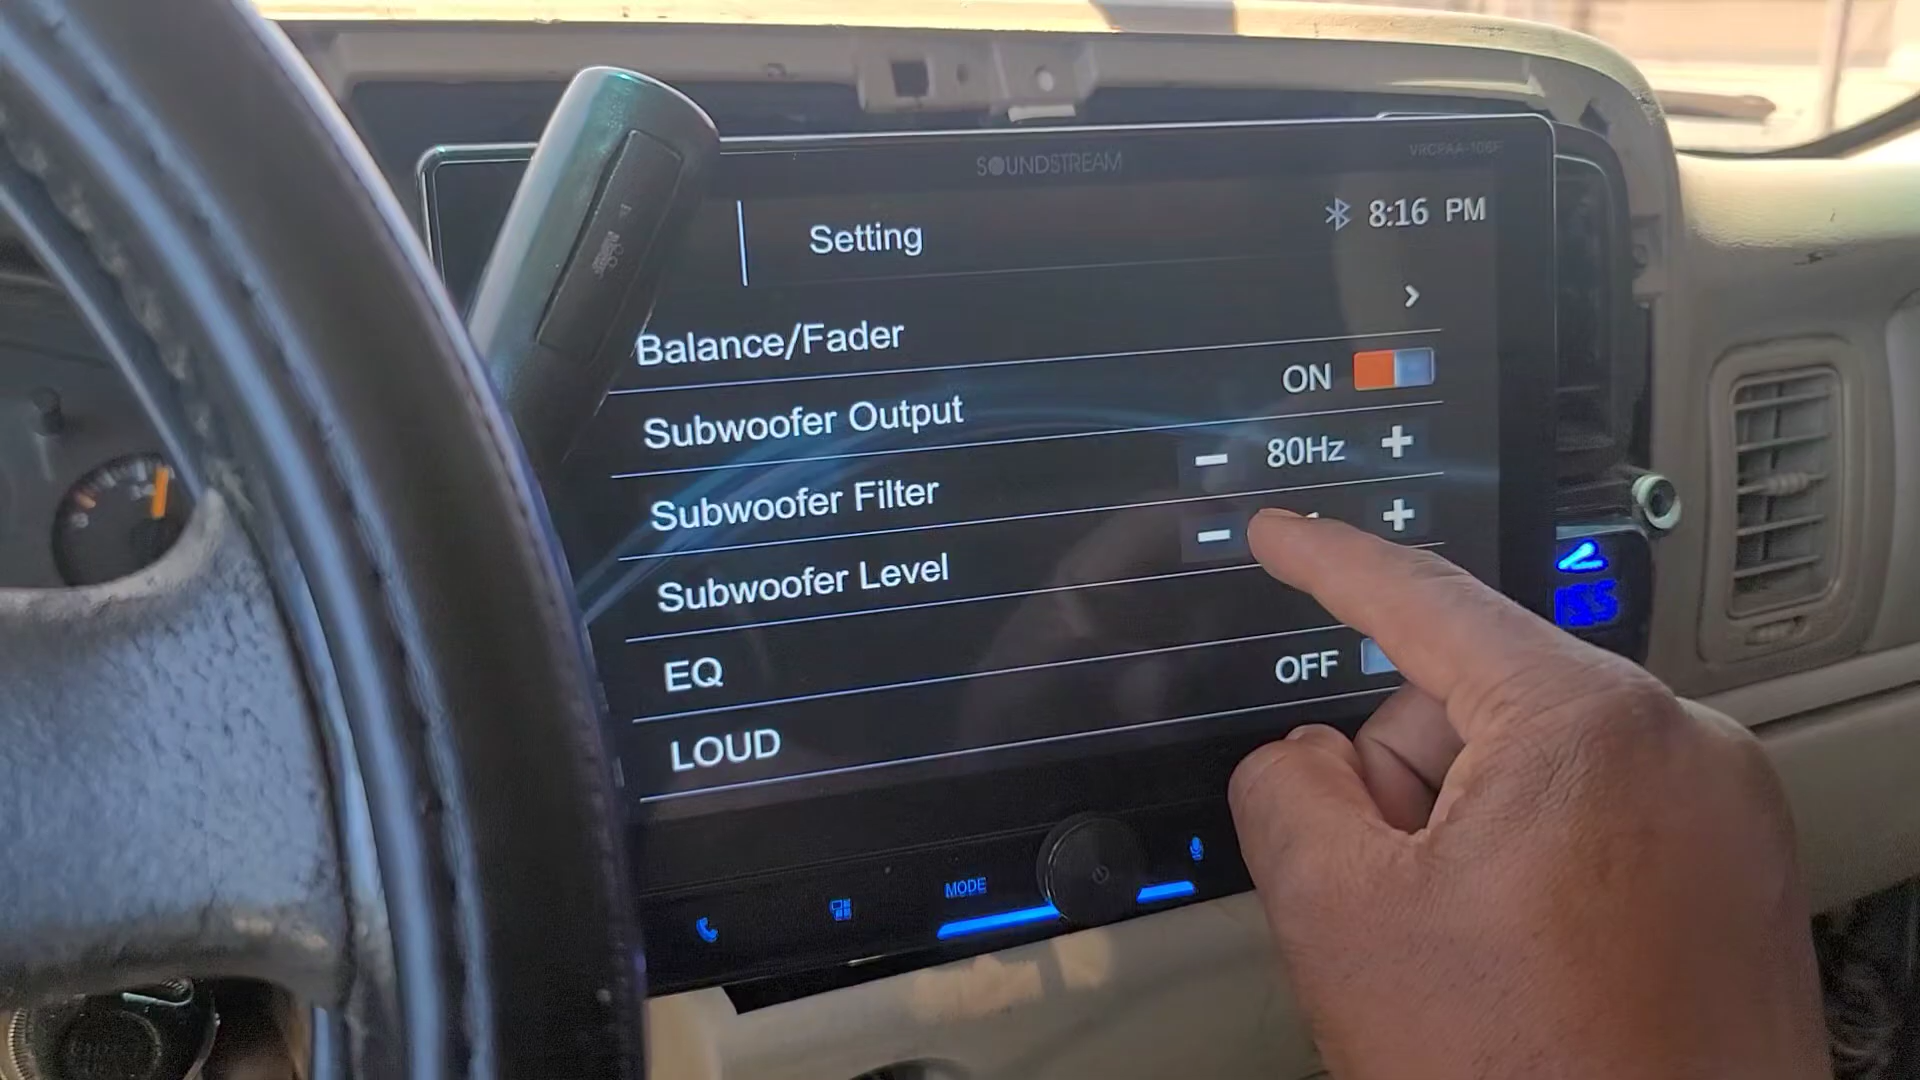 SOUNDSTREAM
Setting
8:16 PM
Balance/Fader
Subwoofer Output
ON
Subwoofer Filter
80Hz
Subwoofer Level
EQ
LOUD
OFF
MODE